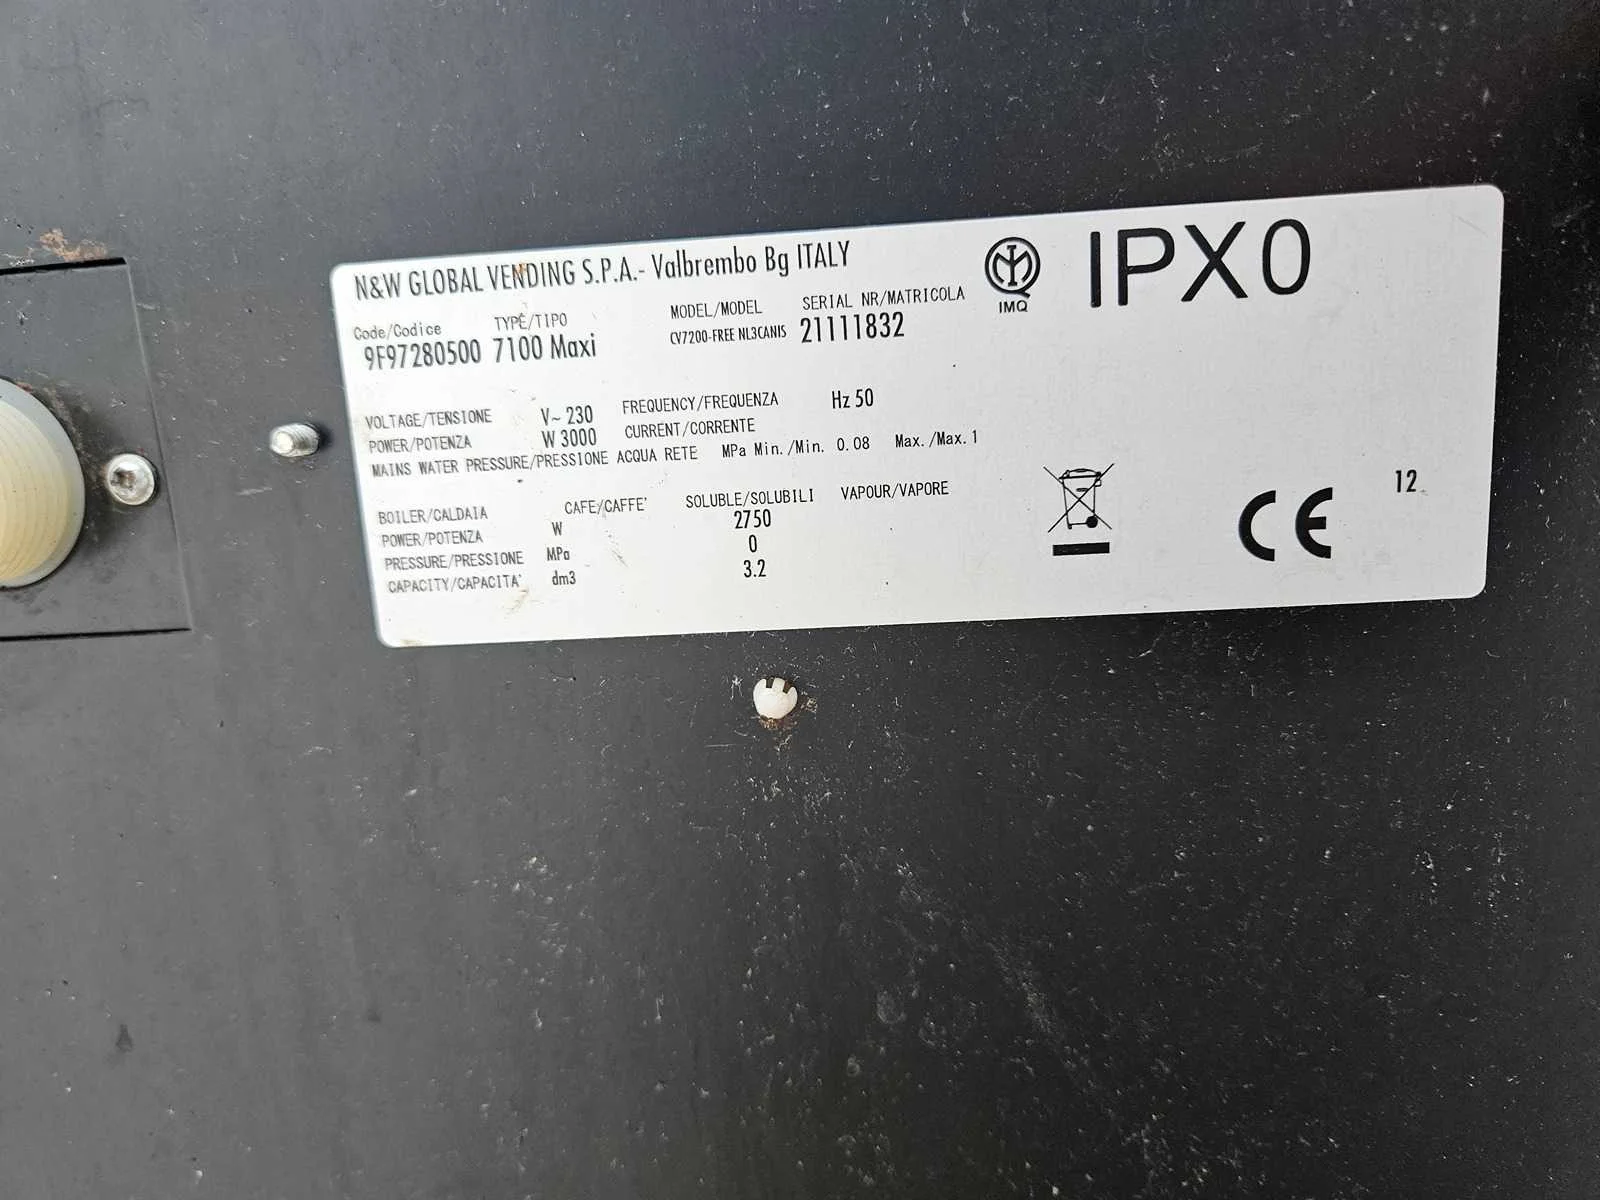 N&W GLOBAL VENDING S.P.A.- Valbrembo Bg ITALY
IMQ
IPX0
Code/Codice TYPE/TIPO MODEL/MODEL SERIAL NR/MATRICOLA
9F97280500 7100 Maxi CV7200-FREE NL3CANIS 21111832
VOLTAGE/TENSIONE V~ 230 FREQUENCY/FREQUENZA Hz 50
POWER/POTENZA W 3000 CURRENT/CORRENTE
MAINS WATER PRESSURE/PRESSIONE ACQUA RETE MPa Min./Min. 0.08 Max./Max. 1
BOILER/CALDAIA CAFE/CAFFE' SOLUBLE/SOLUBILI VAPOUR/VAPORE
POWER/POTENZA W 2750
PRESSURE/PRESSIONE MPa 0
CAPACITY/CAPACITA' dm3 3.2
CE
12